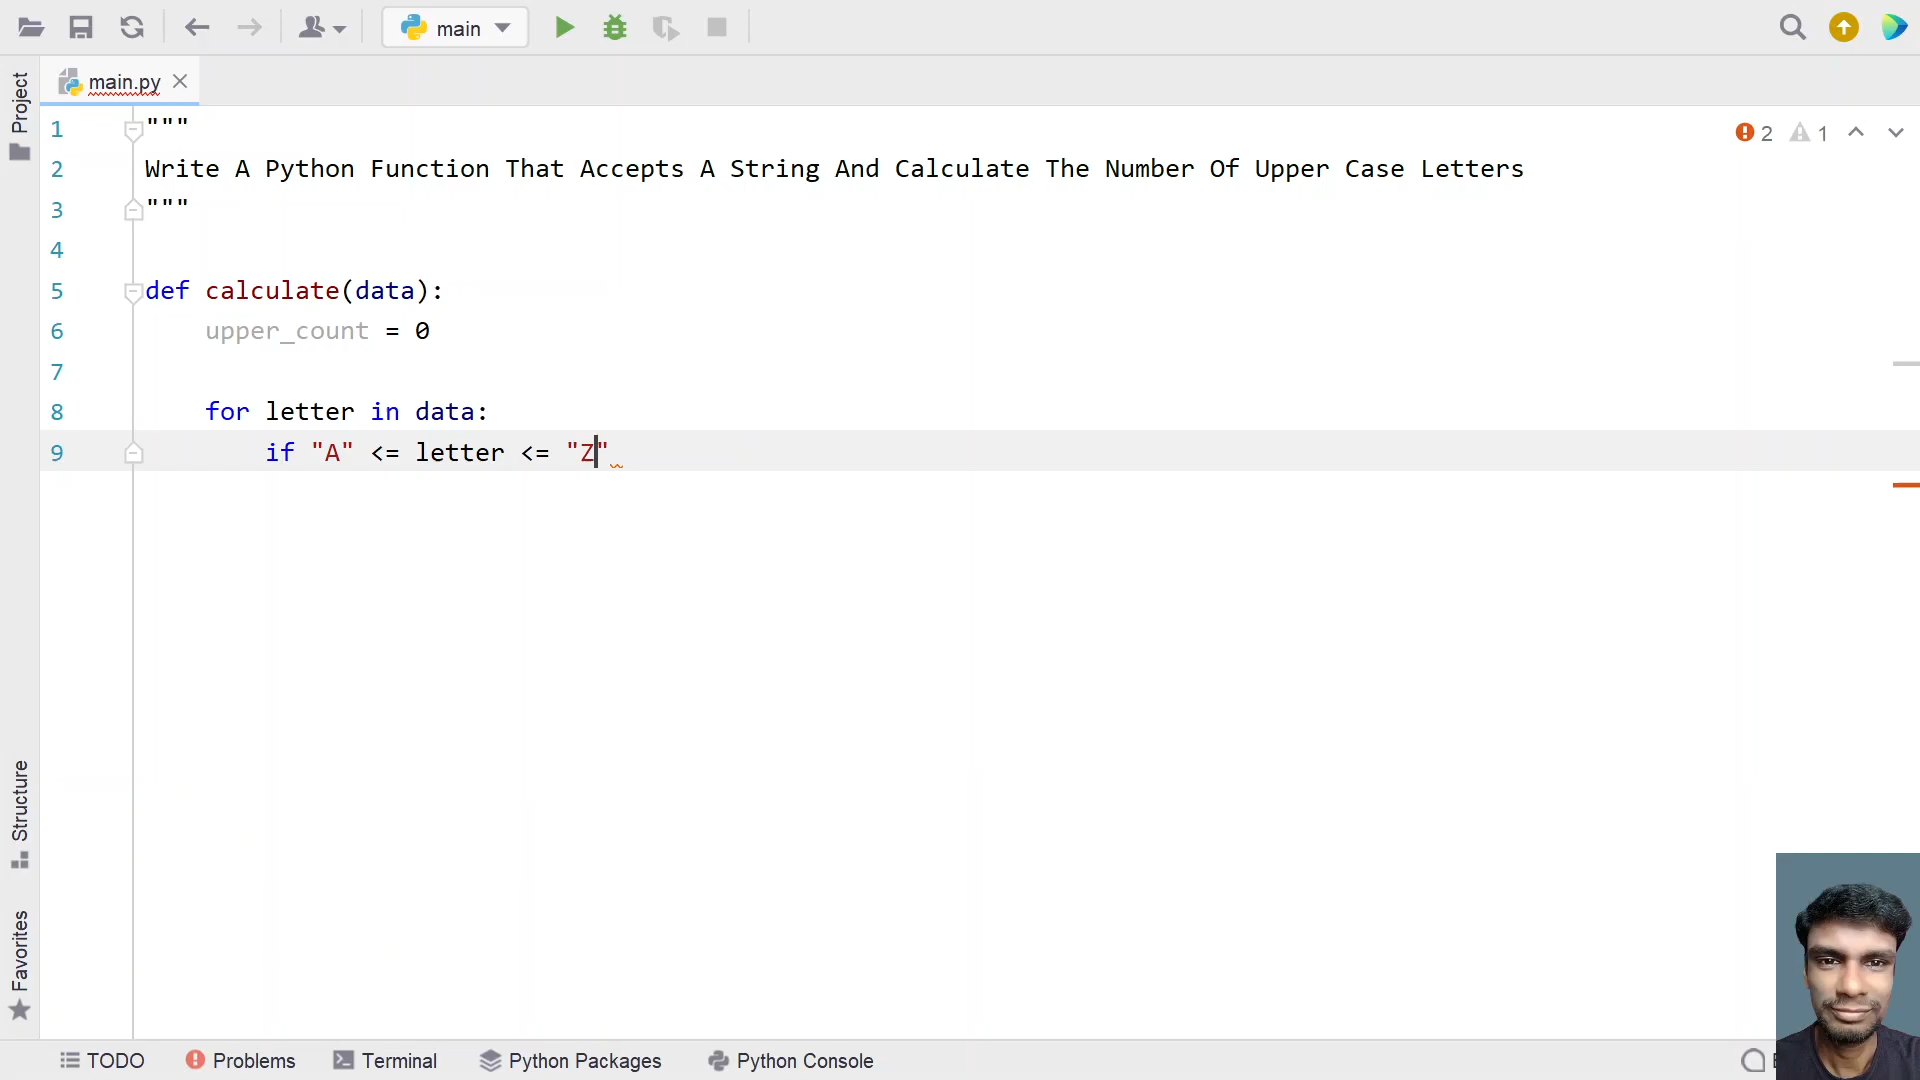 main
Project
main.py
2 1
1 """
2 Write A Python Function That Accepts A String And Calculate The Number Of Upper Case Letters
3 """
4
5 def calculate(data):
6 upper_count = 0
7
8 for letter in data:
9 if "A" <= letter <= "Z"
Structure
Favorites
TODO Problems Terminal Python Packages Python Console